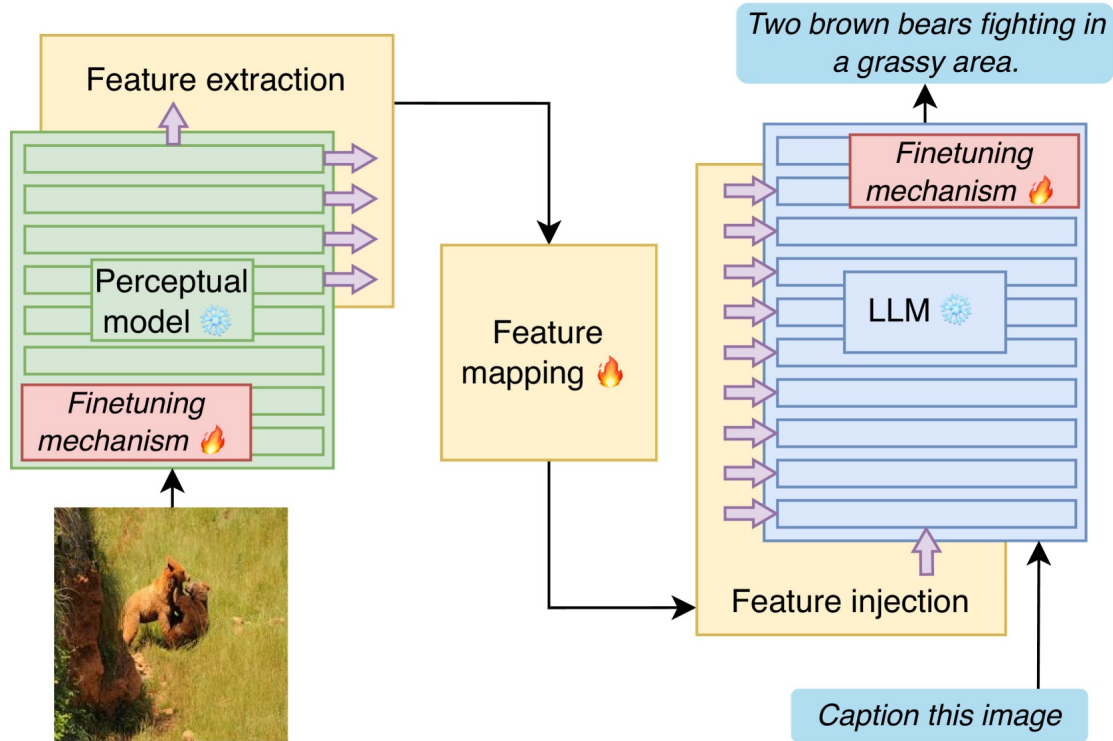 Feature extraction
Perceptual
model
Finetuning
mechanism
Feature
mapping
Two brown bears fighting in
a grassy area.
Finetuning
mechanism
LLM
Feature injection
Caption this image